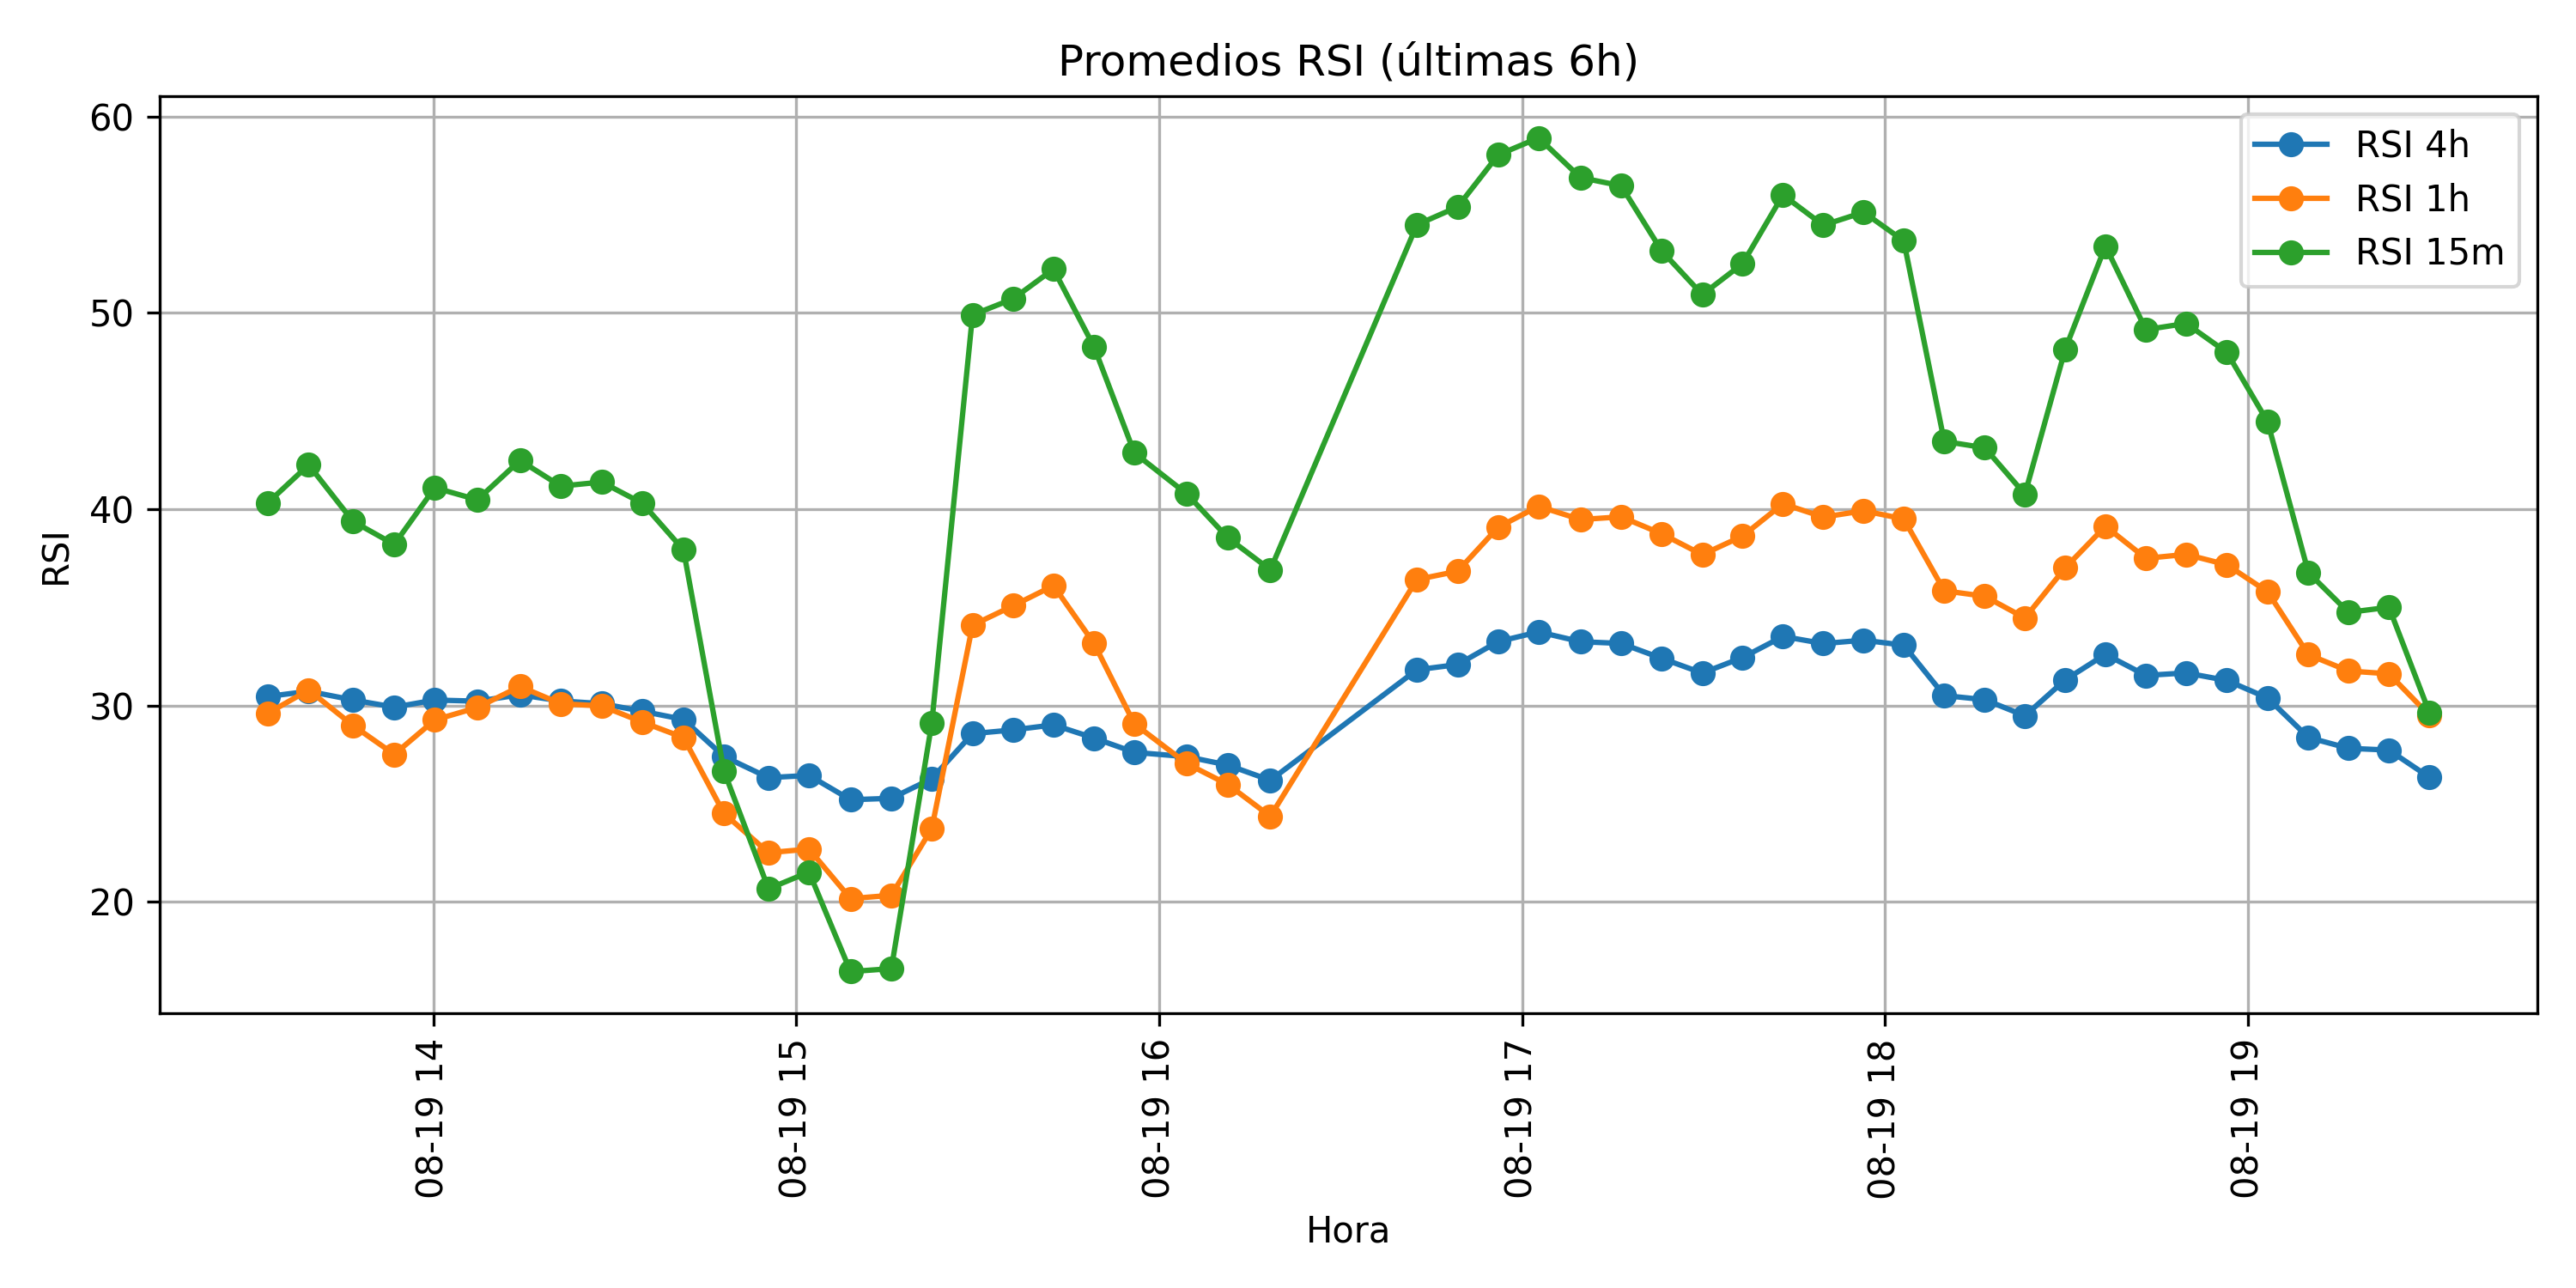 Promedios RSI (últimas 6h)
RSI 4h
RSI 1h
RSI 15m
60
50
40
30
20
RSI
08-19 14
08-19 15
08-19 16
08-19 17
08-19 18
08-19 19
Hora